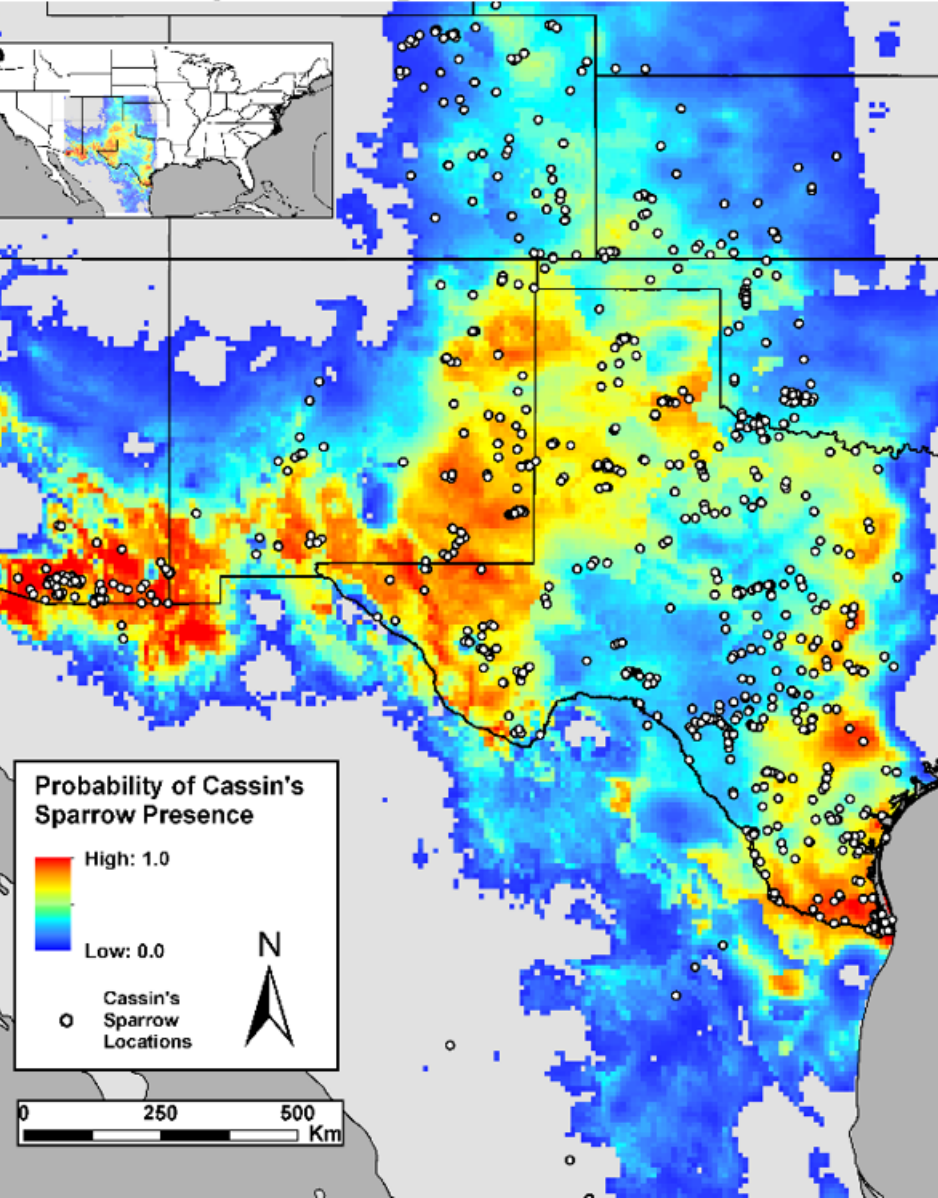 Probability of Cassin's
Sparrow Presence
High: 1.0
Low: 0.0
N
Cassin's
Sparrow
Locations
0 250 500
Km